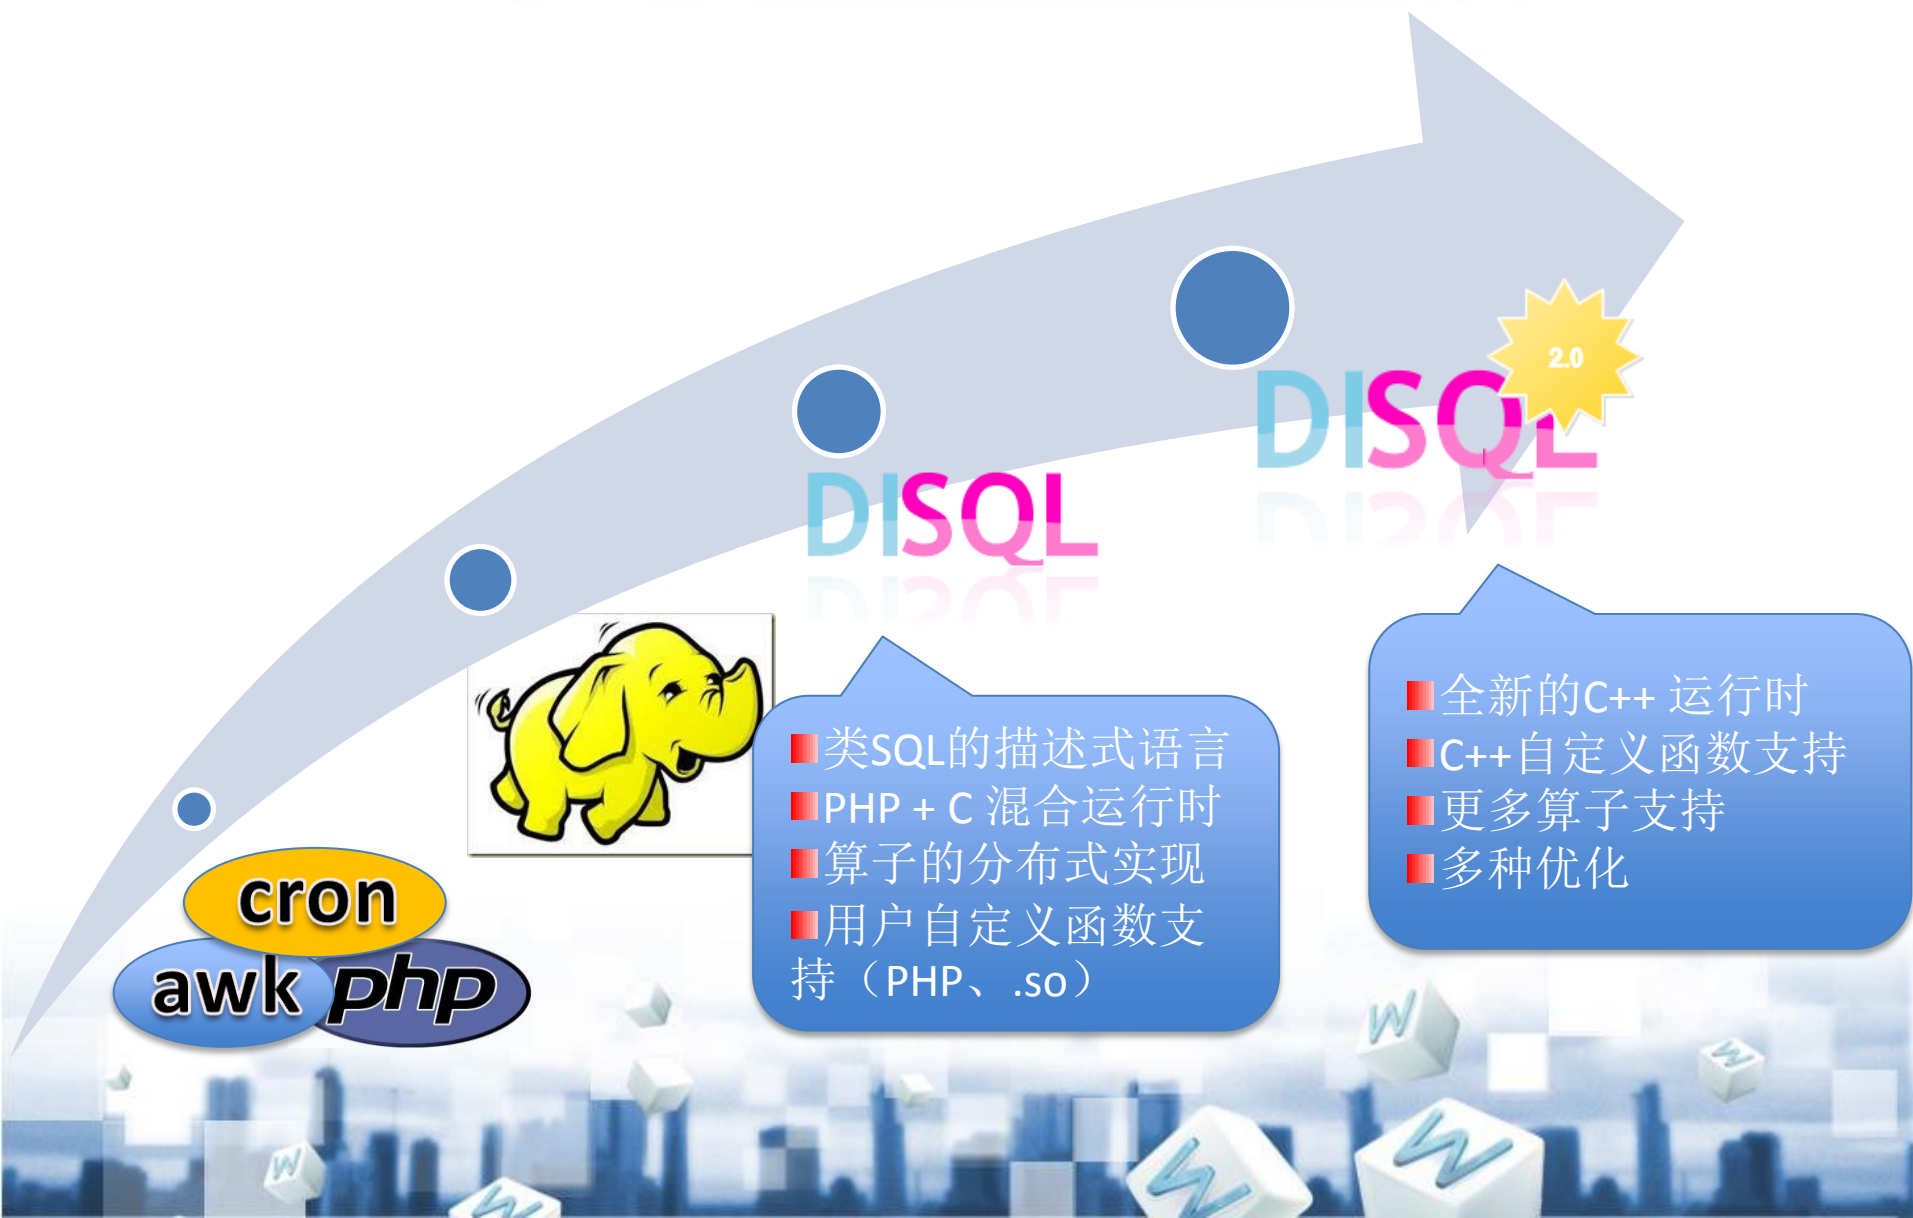 cron
awk
php
DISQL
类SQL的描述式语言
PHP + C 混合运行时
算子的分布式实现
用户自定义函数支
持（PHP、.so）
DISQL
2.0
全新的C++ 运行时
C++自定义函数支持
更多算子支持
多种优化
W
W
W
W
W